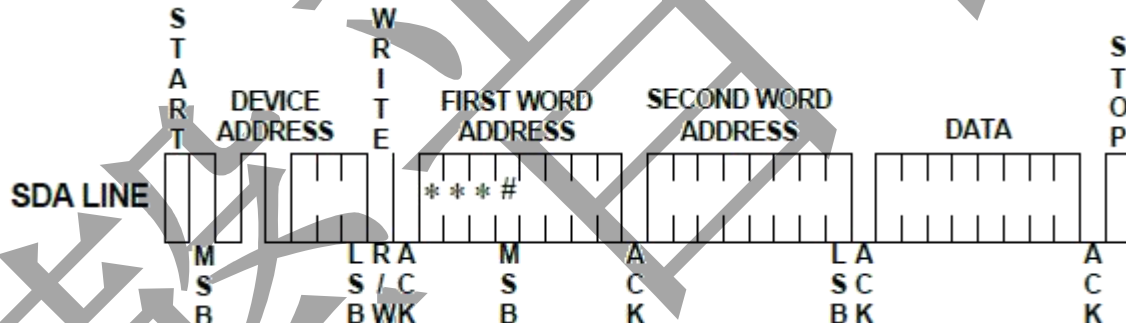 START
WRITE
STOP
DEVICE
ADDRESS
FIRST WORD
ADDRESS
SECOND WORD
ADDRESS
DATA
SDA LINE
* * * #
MSB
LSB
R/W
ACK
MSB
ACK
LSB
ACK
ACK